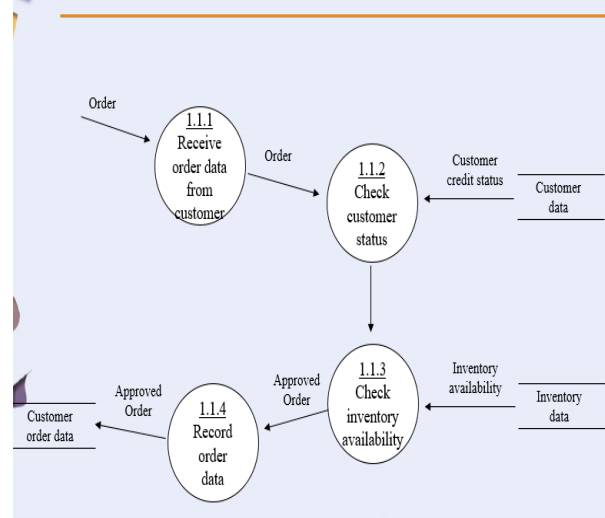 Order
1.1.1
Receive
order data
from
customer
Order
1.1.2
Check
customer
status
Customer
credit status
Customer
data
1.1.3
Check
inventory
availability
Inventory
availability
Inventory
data
Approved
Order
1.1.4
Record
order
data
Approved
Order
Customer
order data